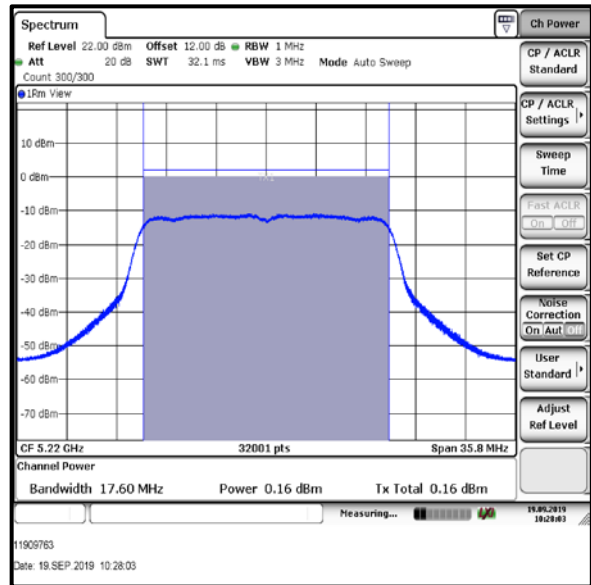 Spectrum
Ref Level 22.00 dBm Offset 12.00 dB RBW 1 MHz
Att 20 dB SWT 32.1 ms VBW 3 MHz Mode Auto Sweep
Count 300/300
1Rm View
10 dBm
0 dBm
-10 dBm
-20 dBm
-30 dBm
-40 dBm
-50 dBm
-60 dBm
-70 dBm
CF 5.22 GHz 32001 pts Span 35.8 MHz
Channel Power
Bandwidth 17.60 MHz Power 0.16 dBm Tx Total 0.16 dBm
Measuring...
19.09.2019
10:28:03
Ch Power
CP / ACLR
Standard
CP / ACLR
Settings
Sweep
Time
Fast ACLR
On Off
Set CP
Reference
Noise
Correction
On Aut Off
User
Standard
Adjust
Ref Level
11909763
Date: 19.SEP.2019 10:28:03